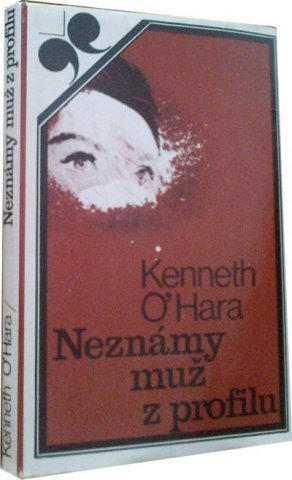 Kenneth
O'Hara
Neznámy
muž
z profilu
Kenneth O'Hara / Neznámy muž z profilu